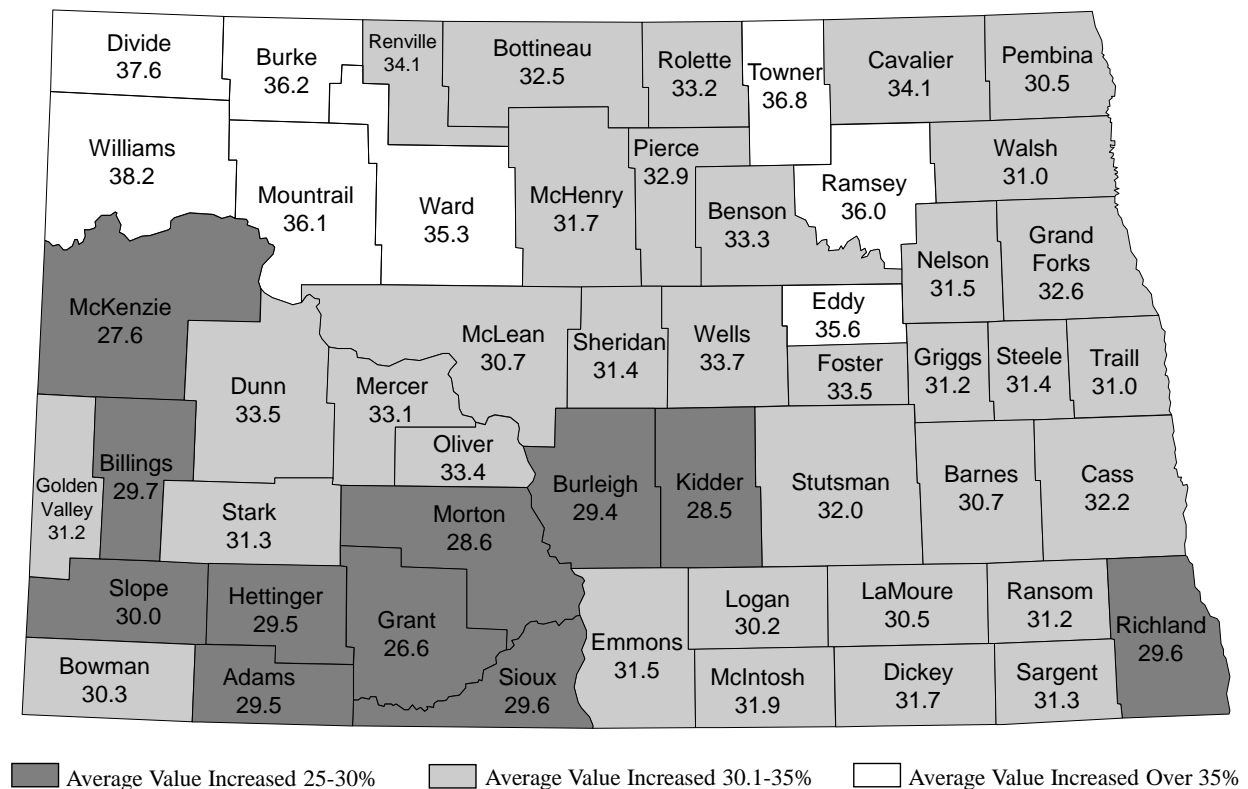 Divide
37.6
Burke
36.2
Renville
34.1
Bottineau
32.5
Rolette
33.2
Towner
36.8
Cavalier
34.1
Pembina
30.5
Williams
38.2
Mountrail
36.1
Ward
35.3
McHenry
31.7
Pierce
32.9
Benson
33.3
Ramsey
36.0
Walsh
31.0
Nelson
31.5
Grand
Forks
32.6
McKenzie
27.6
Dunn
33.5
Mercer
33.1
McLean
30.7
Sheridan
31.4
Wells
33.7
Eddy
35.6
Foster
33.5
Griggs
31.2
Steele
31.4
Traill
31.0
Golden
Valley
31.2
Billings
29.7
Stark
31.3
Oliver
33.4
Morton
28.6
Burleigh
29.4
Kidder
28.5
Stutsman
32.0
Barnes
30.7
Cass
32.2
Slope
30.0
Hettinger
29.5
Grant
26.6
Bowman
30.3
Adams
29.5
Sioux
29.6
Emmons
31.5
Logan
30.2
McIntosh
31.9
LaMoure
30.5
Dickey
31.7
Ransom
31.2
Sargent
31.3
Richland
29.6
Average Value Increased 25-30%
Average Value Increased 30.1-35%
Average Value Increased Over 35%